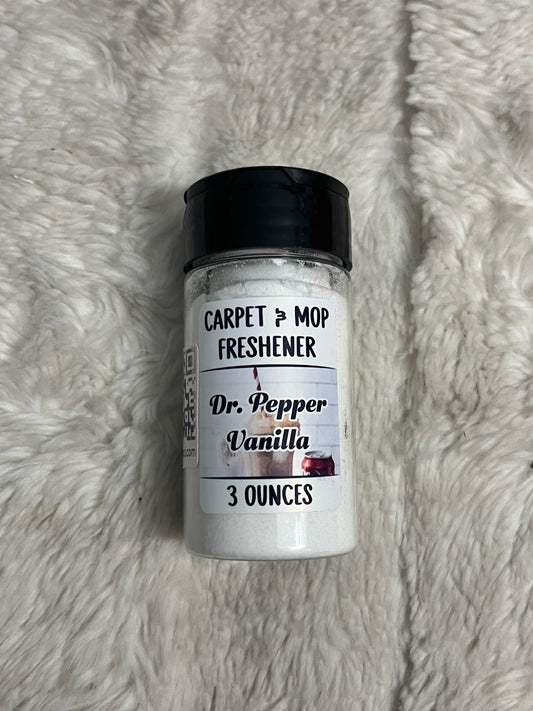 CARPET & MOP
FRESHENER
Dr. Pepper
Vanilla
3 OUNCES